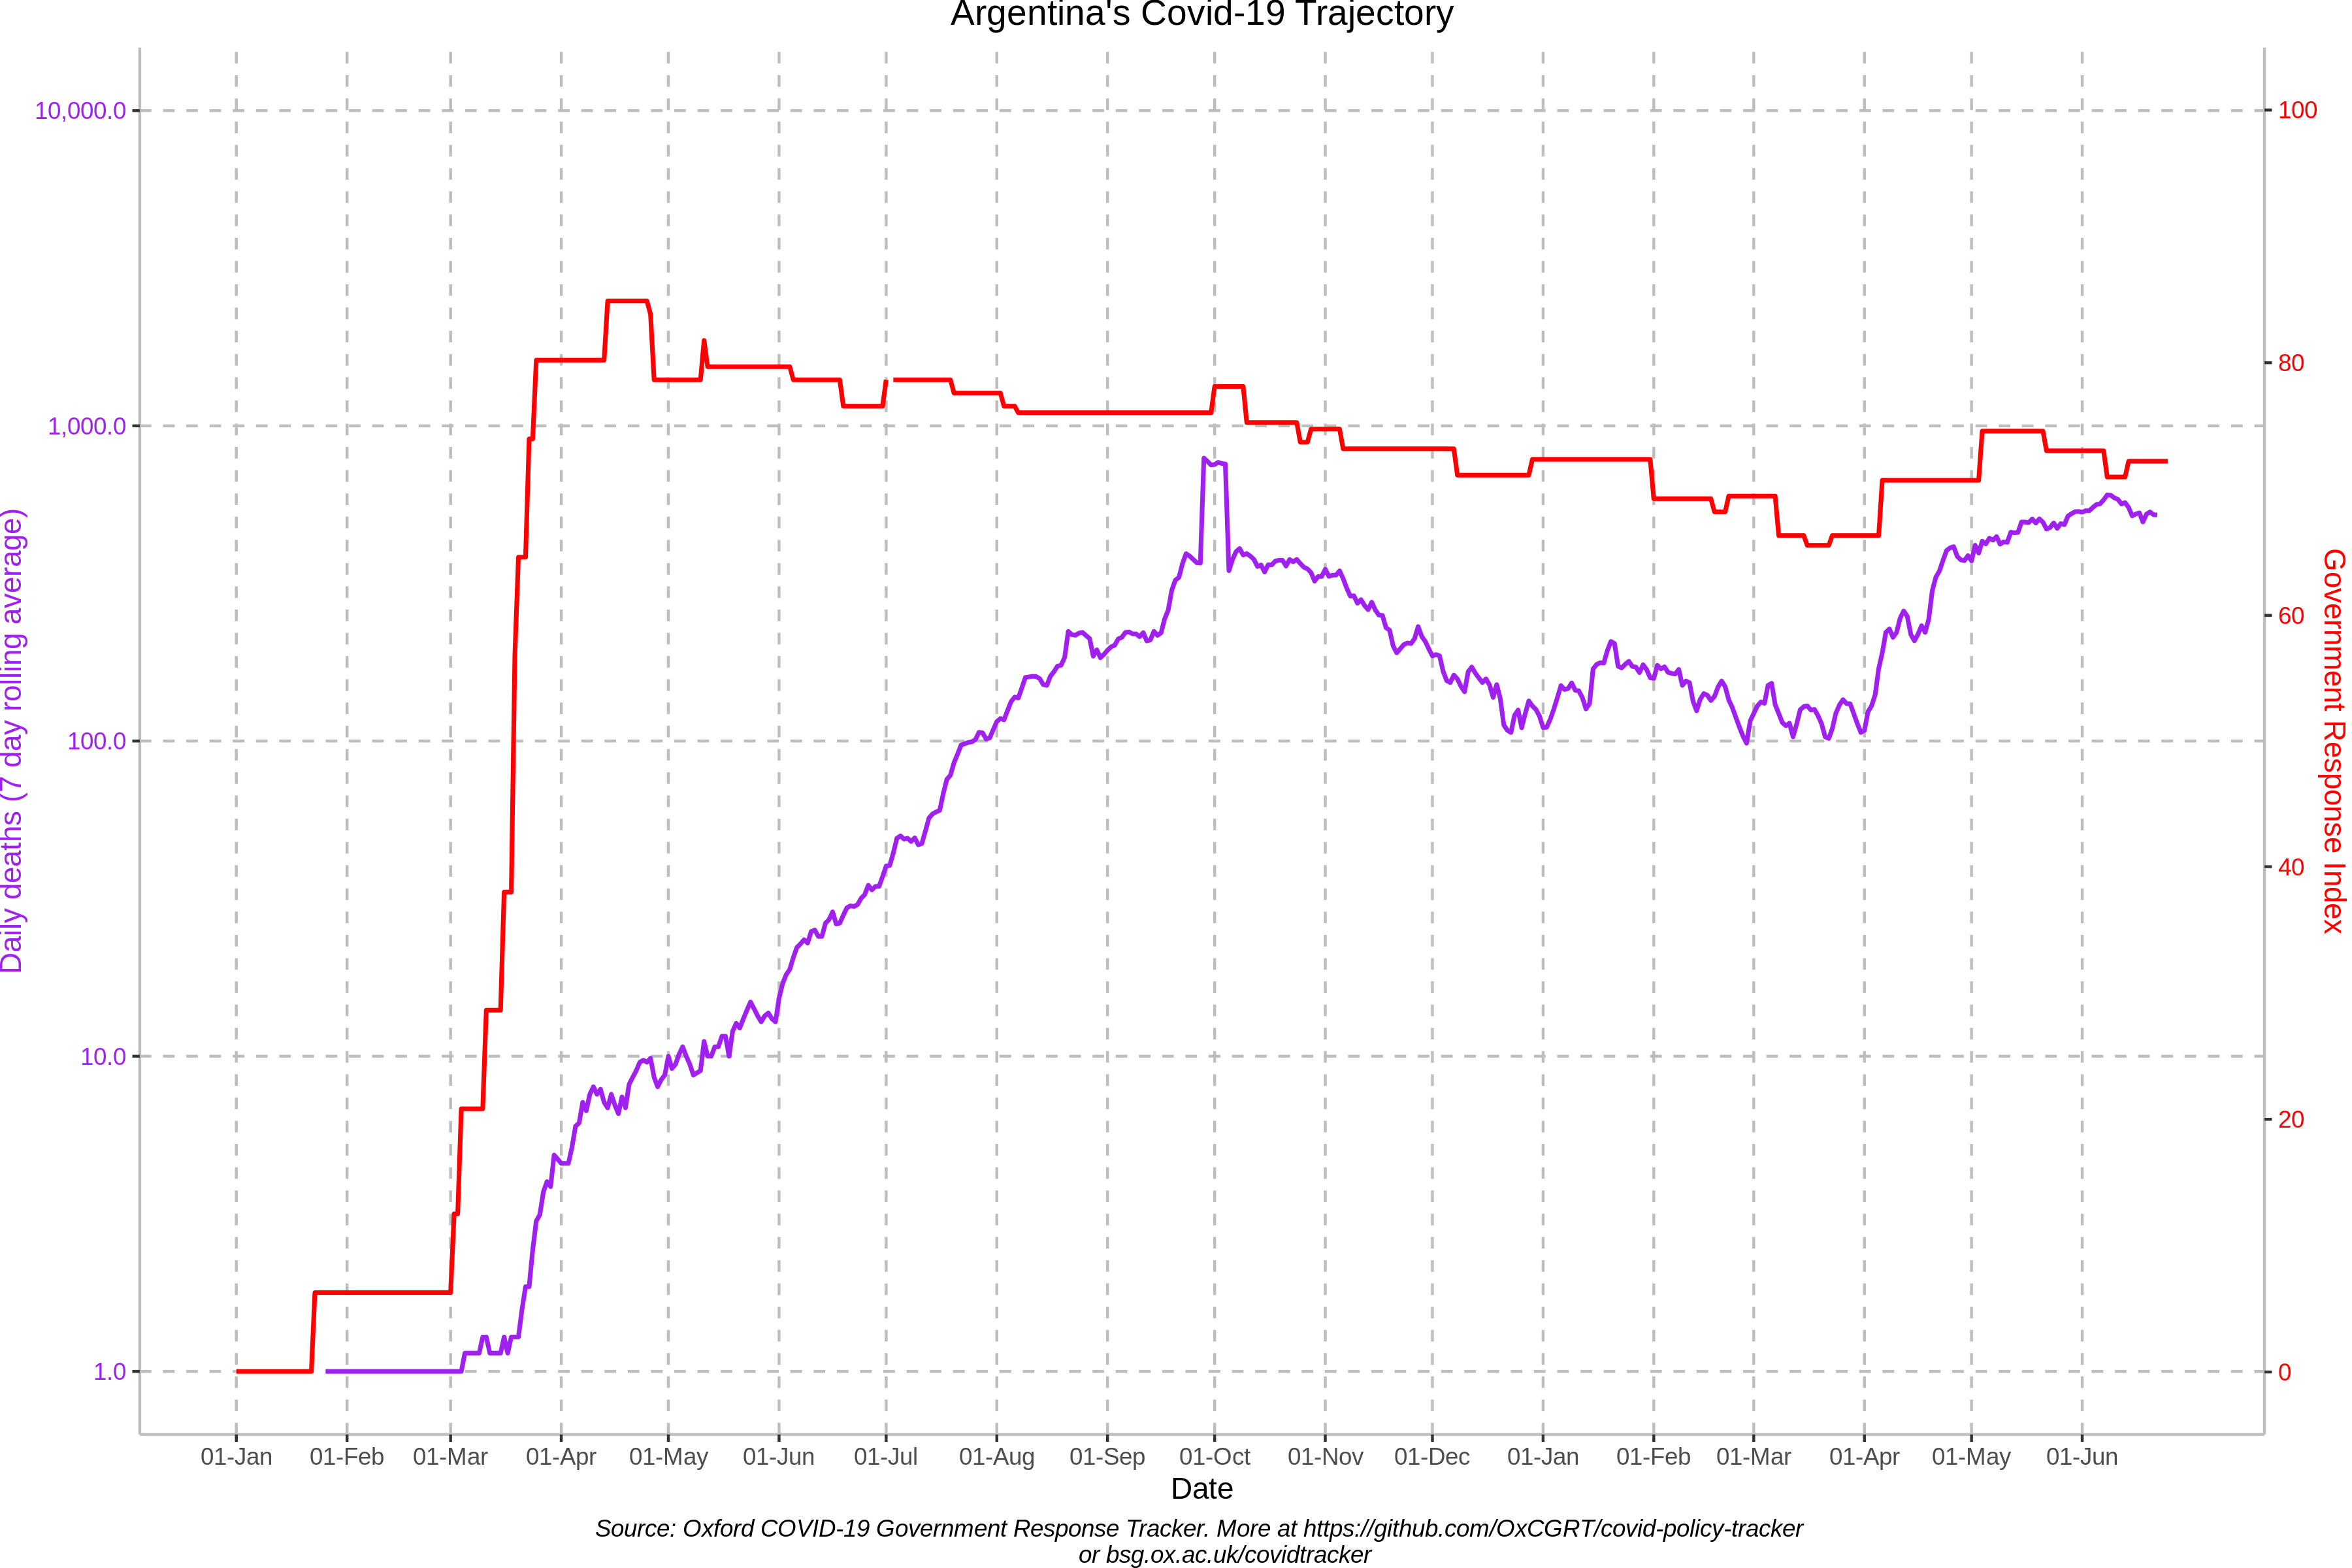 Argentina's Covid-19 Trajectory
10,000.0
1,000.0
100.0
10.0
1.0
Daily deaths (7 day rolling average)
100
80
60
40
20
0
Government Response Index
01-Jan 01-Feb 01-Mar 01-Apr 01-May 01-Jun 01-Jul 01-Aug 01-Sep 01-Oct 01-Nov 01-Dec 01-Jan 01-Feb 01-Mar 01-Apr 01-May 01-Jun
Date
Source: Oxford COVID-19 Government Response Tracker. More at https://github.com/OxCGRT/covid-policy-tracker
or bsg.ox.ac.uk/covidtracker